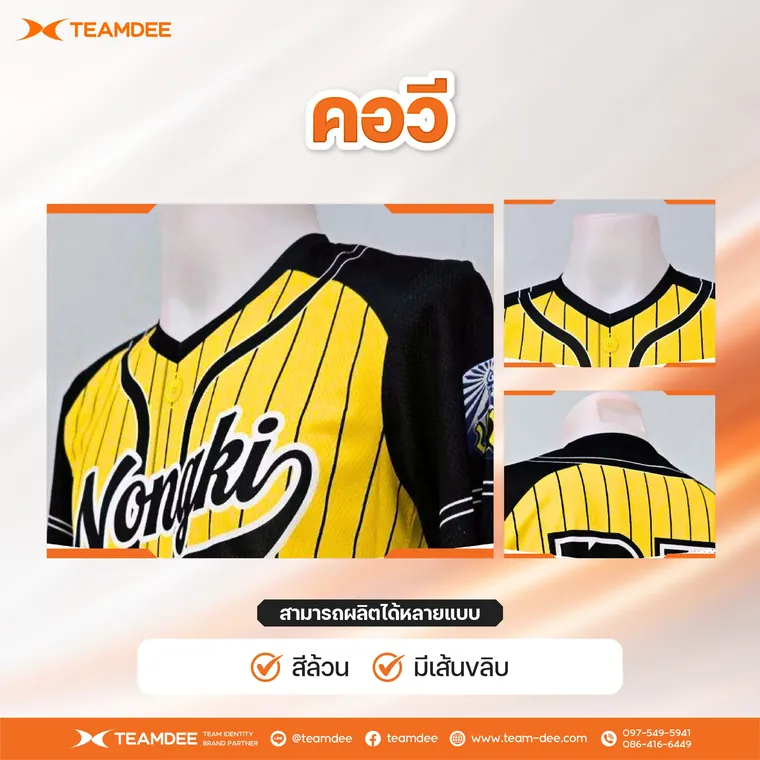 TEAMDEE
คอวี
Nongki
สามารถผลิตได้หลายแบบ
สีล้วน มีเส้นขลิบ
TEAMDEE TEAM IDENTITY BRAND PARTNER @teamdee teamdee www.team-dee.com 097-549-5941
086-416-6449